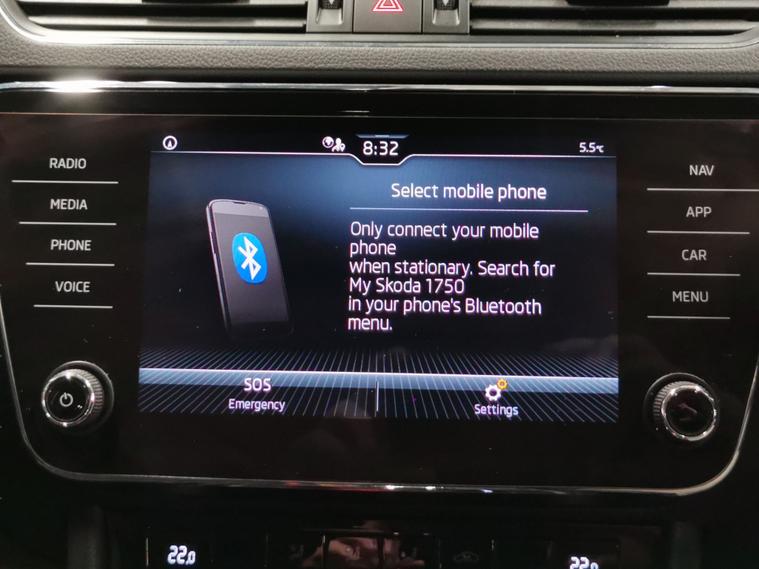 8:32
5.5°C
RADIO
MEDIA
PHONE
VOICE
NAV
APP
CAR
MENU
Select mobile phone
Only connect your mobile
phone
when stationary. Search for
My Skoda 1750
in your phone's Bluetooth
menu.
SOS
Emergency
Settings
22.0
22.0